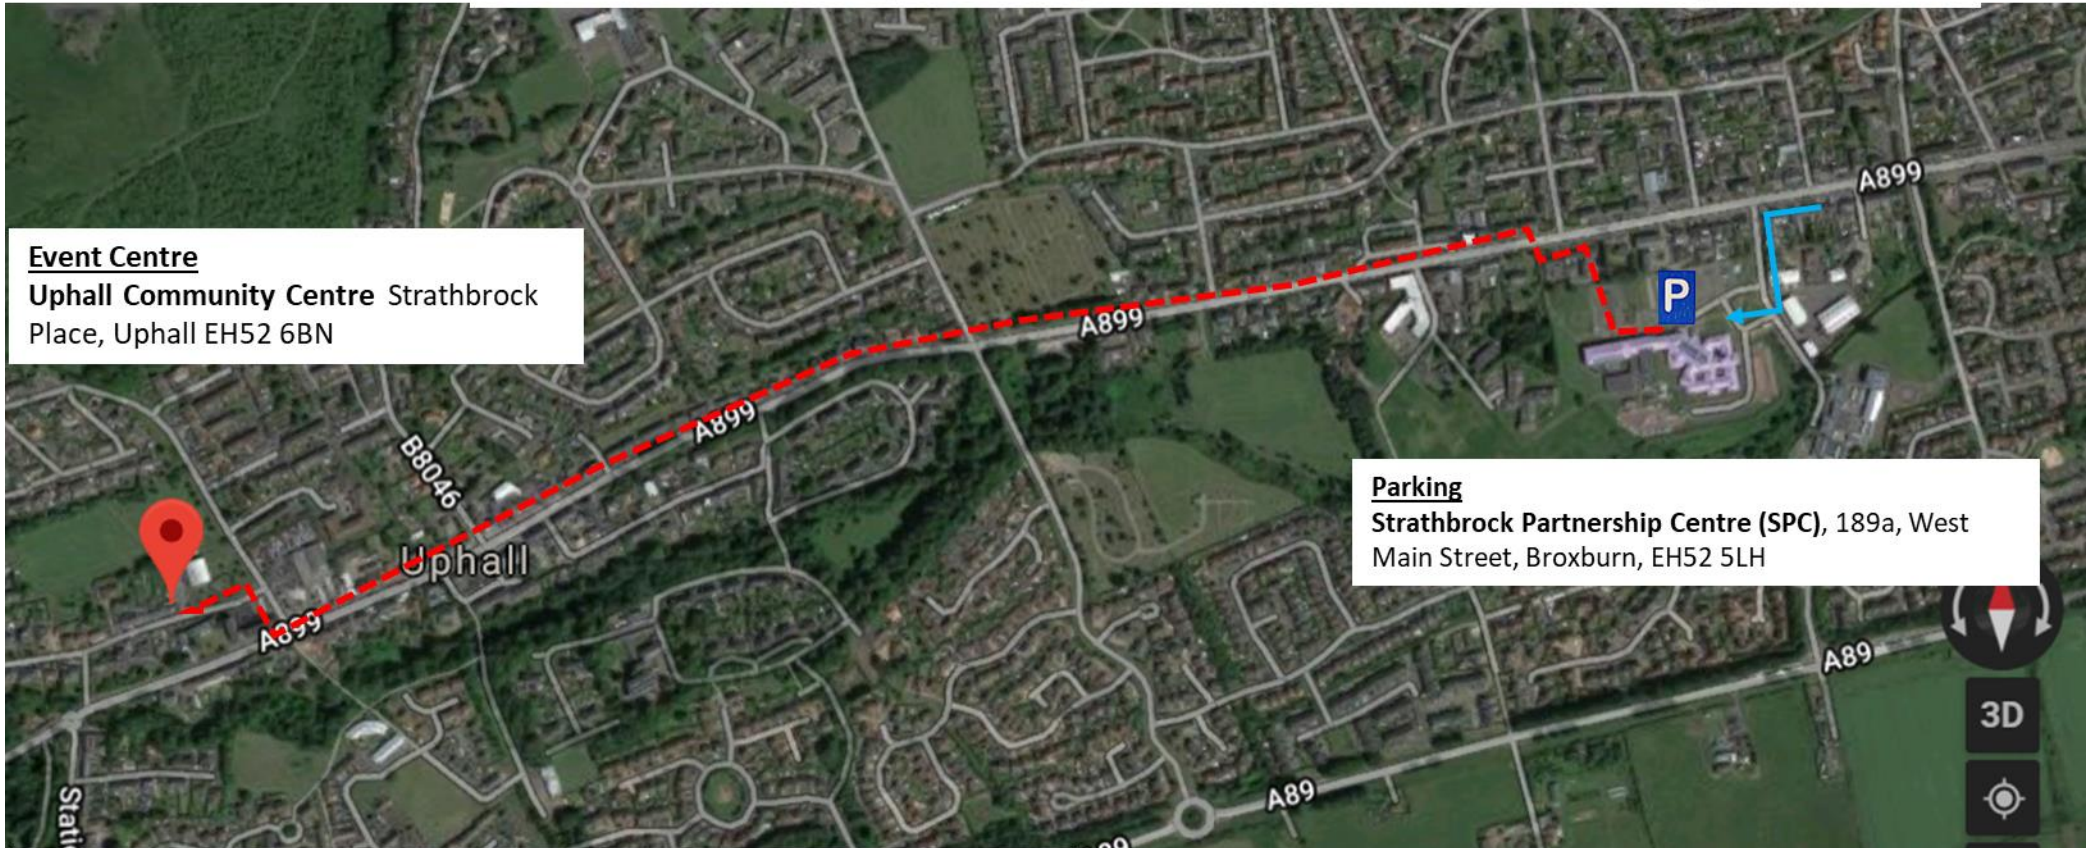 A899
Event Centre
Uphall Community Centre Strathbrock
Place, Uphall EH52 6BN
P
A899
A899
B8046
Parking
Strathbrock Partnership Centre (SPC), 189a, West
Main Street, Broxburn, EH52 5LH
Uphall
A899
A89
3D
A89
Stati